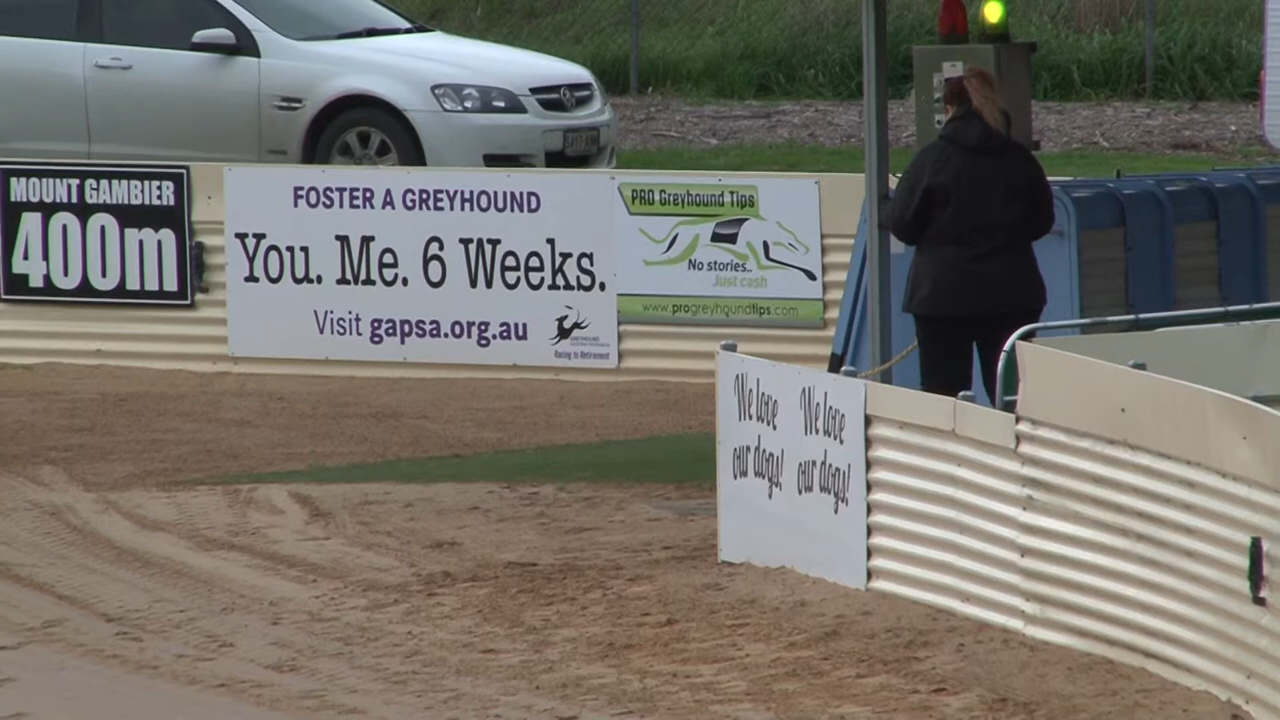 MOUNT GAMBIER
400m
FOSTER A GREYHOUND
You. Me. 6 Weeks.
Visit gapsa.org.au
GREYHOUND
Racing to Retirement
PRO Greyhound Tips
No stories..
Just cash
www.progreyhoundtips.com
We love
our dogs!
We love
our dogs!